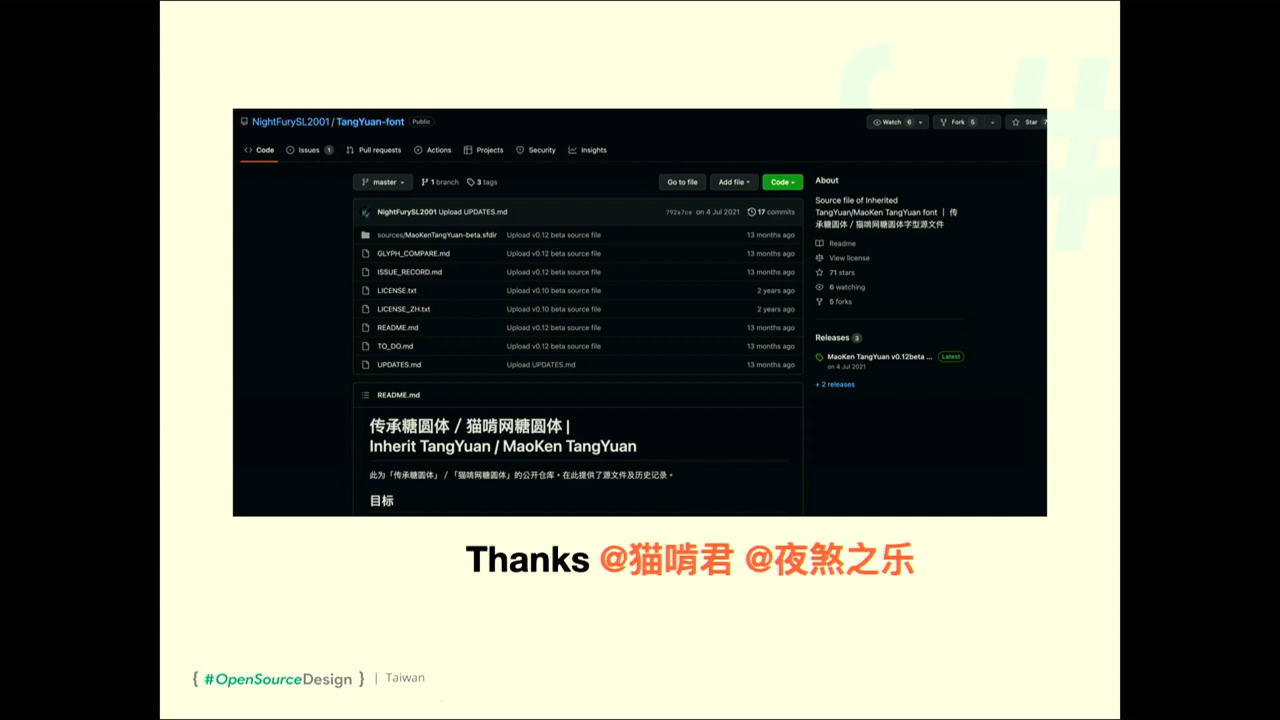 NightFurySL2001 / TangYuan-font Public
Watch 6 Fork 5 Star 7
Code Issues 1 Pull requests Actions Projects Security Insights
master 1 branch 3 tags Go to file Add file Code
NightFurySL2001 Upload UPDATES.md 793a7ce on 4 Jul 2021 17 commits
sources/MaoKenTangYuan-beta.sfdir Upload v0.12 beta source file 13 months ago
GLYPH_COMPARE.md Upload v0.12 beta source file 13 months ago
ISSUE_RECORD.md Upload v0.12 beta source file 13 months ago
LICENSE.txt Upload v0.10 beta source file 2 years ago
LICENSE_ZH.txt Upload v0.10 beta source file 2 years ago
README.md Upload v0.12 beta source file 13 months ago
TO_DO.md Upload v0.12 beta source file 13 months ago
UPDATES.md Upload UPDATES.md 13 months ago
README.md
传承糖圆体 / 猫啃网糖圆体 |
Inherit TangYuan / MaoKen TangYuan
此为「传承糖圆体」/「猫啃网糖圆体」的公开仓库。在此提供了源文件及历史记录。
目标
About
Source file of Inherited
TangYuan/MaoKen TangYuan font | 传
承糖圆体 / 猫啃网糖圆体字型源文件
Readme
View license
71 stars
6 watching
5 forks
Releases 3
MaoKen TangYuan v0.12beta ... Latest
on 4 Jul 2021
+ 2 releases
Thanks @猫啃君 @夜煞之乐
{ #OpenSourceDesign } | Taiwan